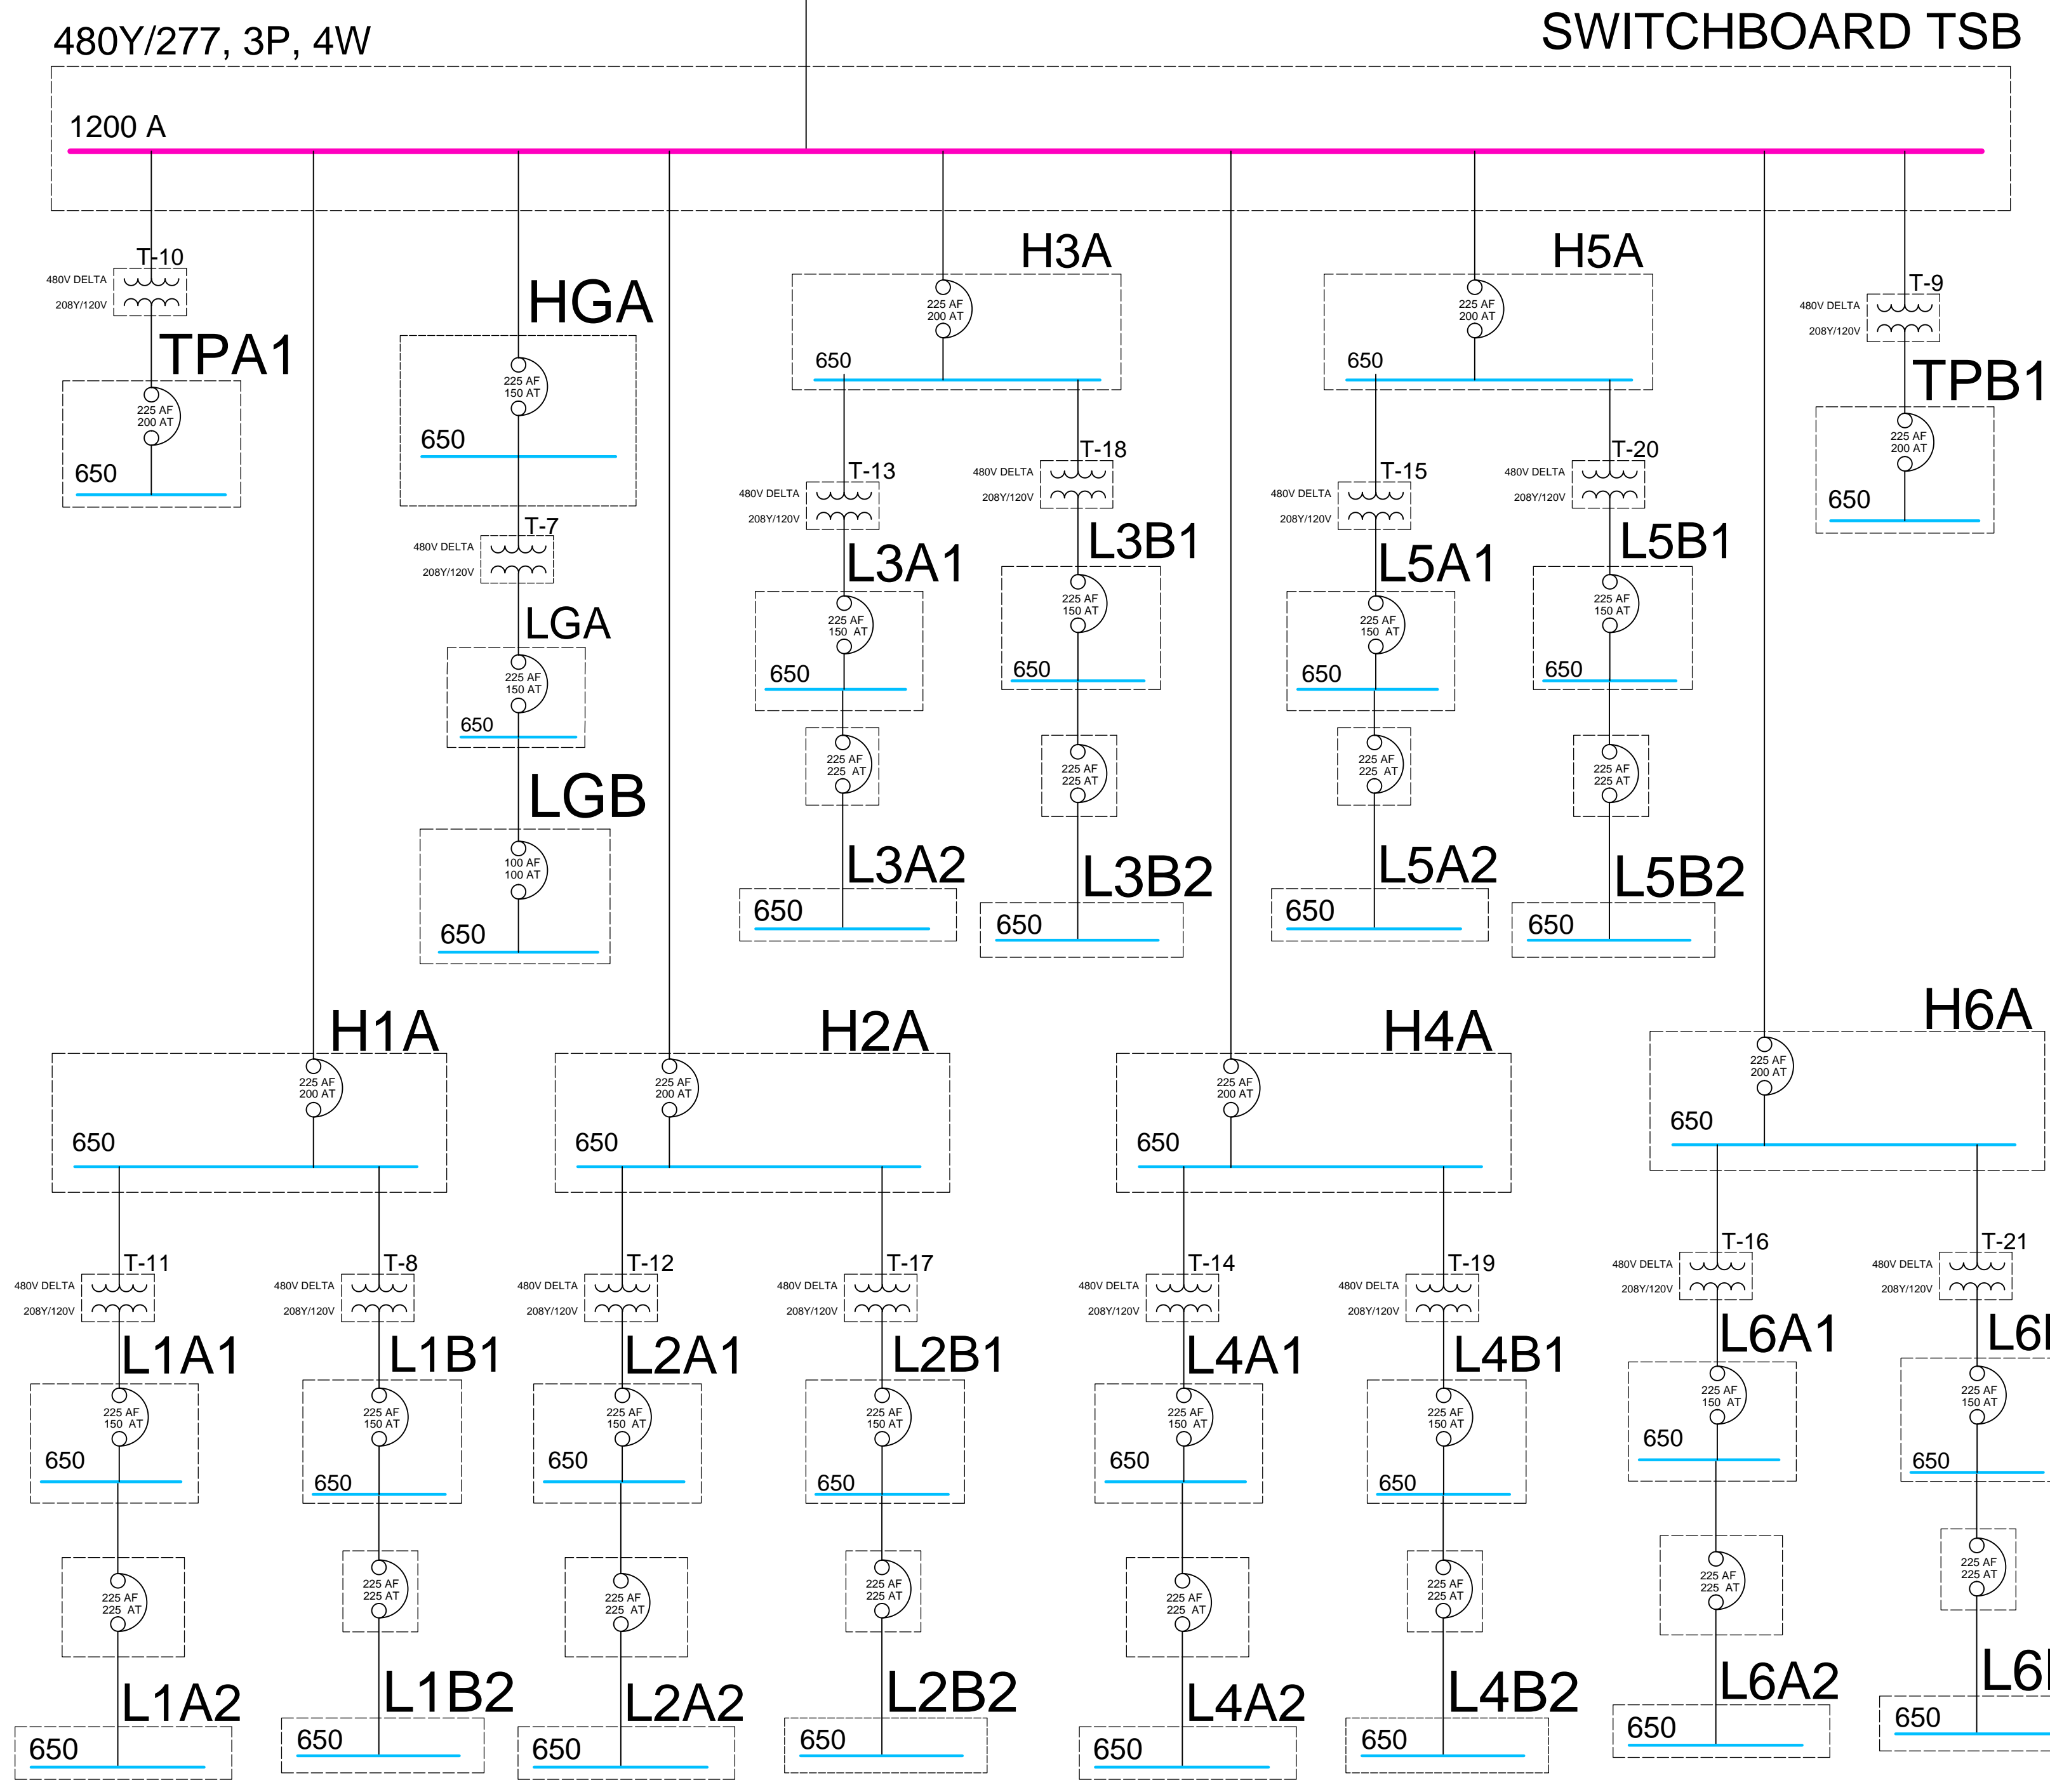 480Y/277, 3P, 4W
SWITCHBOARD TSB
1200 A
T-10
480V DELTA
208Y/120V
TPA1
225 AF
200 AT
650
HGA
225 AF
150 AT
650
T-7
480V DELTA
208Y/120V
LGA
225 AF
150 AT
650
LGB
100 AF
100 AT
650
H3A
225 AF
200 AT
650
T-13
480V DELTA
208Y/120V
L3A1
225 AF
150 AT
650
225 AF
225 AT
L3A2
650
T-18
480V DELTA
208Y/120V
L3B1
225 AF
150 AT
650
225 AF
225 AT
L3B2
650
H5A
225 AF
200 AT
650
T-15
480V DELTA
208Y/120V
L5A1
225 AF
150 AT
650
225 AF
225 AT
L5A2
650
T-20
480V DELTA
208Y/120V
L5B1
225 AF
150 AT
650
225 AF
225 AT
L5B2
650
T-9
480V DELTA
208Y/120V
TPB1
225 AF
200 AT
650
H1A
225 AF
200 AT
650
T-11
480V DELTA
208Y/120V
L1A1
225 AF
150 AT
650
225 AF
225 AT
L1A2
650
T-8
480V DELTA
208Y/120V
L1B1
225 AF
150 AT
650
225 AF
225 AT
L1B2
650
H2A
225 AF
200 AT
650
T-12
480V DELTA
208Y/120V
L2A1
225 AF
150 AT
650
225 AF
225 AT
L2A2
650
T-17
480V DELTA
208Y/120V
L2B1
225 AF
150 AT
650
225 AF
225 AT
L2B2
650
H4A
225 AF
200 AT
650
T-14
480V DELTA
208Y/120V
L4A1
225 AF
150 AT
650
225 AF
225 AT
L4A2
650
T-19
480V DELTA
208Y/120V
L4B1
225 AF
150 AT
650
225 AF
225 AT
L4B2
650
H6A
225 AF
200 AT
650
T-16
480V DELTA
208Y/120V
L6A1
225 AF
150 AT
650
225 AF
225 AT
L6A2
650
T-21
480V DELTA
208Y/120V
225 AF
150 AT
650
225 AF
225 AT
650